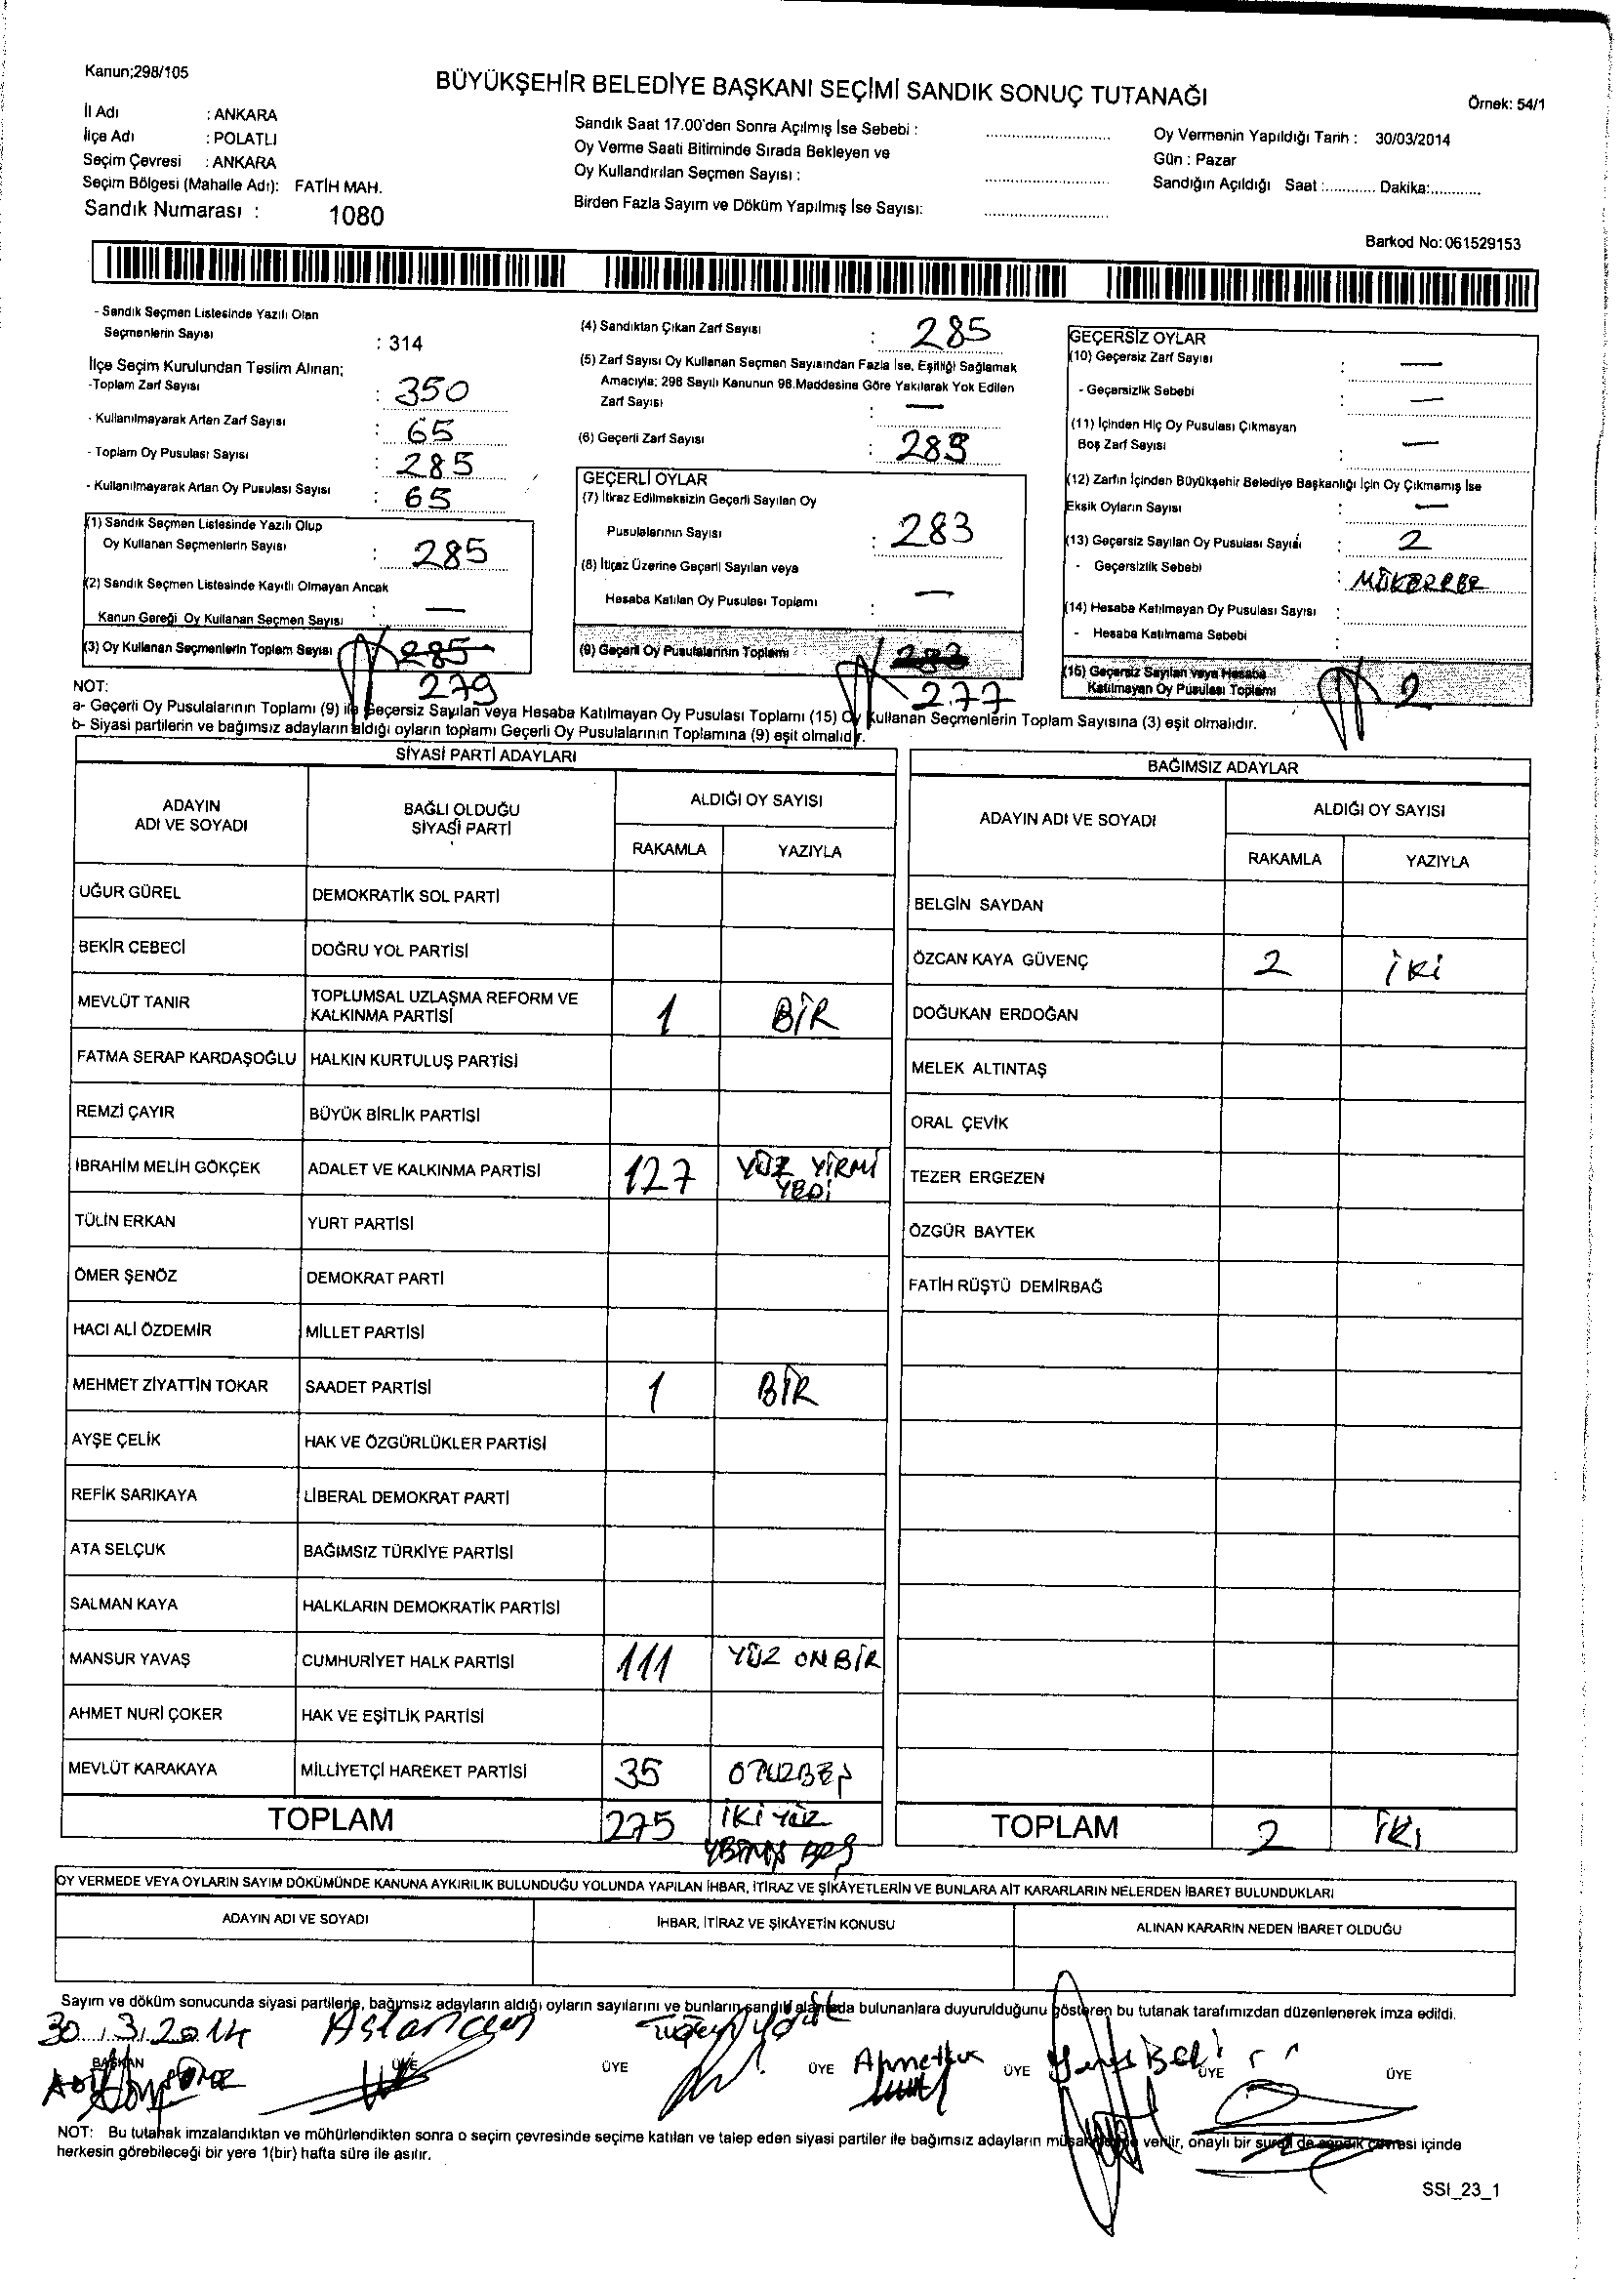 Kanun;298/105
BÜYÜKŞEHİR BELEDİYE BAŞKANI SEÇİMİ SANDIK SONUÇ TUTANAĞI
Örnek: 54/1
İl Adı : ANKARA
İlçe Adı : POLATLI
Seçim Çevresi : ANKARA
Seçim Bölgesi (Mahalle Adı): FATİH MAH.
Sandık Numarası : 1080
Sandık Saat 17.00'den Sonra Açılmış İse Sebebi :
Oy Verme Saati Bitiminde Sırada Bekleyen ve
Oy Kullandırılan Seçmen Sayısı :
Birden Fazla Sayım ve Döküm Yapılmış İse Sayısı:
Oy Vermenin Yapıldığı Tarih : 30/03/2014
Gün : Pazar
Sandığın Açıldığı Saat :............ Dakika:............
Barkod No: 061529153
- Sandık Seçmen Listesinde Yazılı Olan
Seçmenlerin Sayısı : 314
İlçe Seçim Kurulundan Teslim Alınan;
-Toplam Zarf Sayısı : 350
- Kullanılmayarak Artan Zarf Sayısı : 65
- Toplam Oy Pusulası Sayısı : 285
- Kullanılmayarak Artan Oy Pusulası Sayısı : 65
(1) Sandık Seçmen Listesinde Yazılı Olup
Oy Kullanan Seçmenlerin Sayısı : 285
(2) Sandık Seçmen Listesinde Kayıtlı Olmayan Ancak
Kanun Gereği Oy Kullanan Seçmen Sayısı : —
(3) Oy Kullanan Seçmenlerin Toplam Sayısı 285
279
(4) Sandıktan Çıkan Zarf Sayısı : 285
(5) Zarf Sayısı Oy Kullanan Seçmen Sayısından Fazla İse, Eşitliği Sağlamak
Amacıyla; 298 Sayılı Kanunun 98.Maddesine Göre Yakılarak Yok Edilen
Zarf Sayısı : —
(6) Geçerli Zarf Sayısı : 285
GEÇERLİ OYLAR
(7) İtiraz Edilmeksizin Geçerli Sayılan Oy
Pusulalarının Sayısı : 283
(8) İtiraz Üzerine Geçerli Sayılan veya
Hesaba Katılan Oy Pusulası Toplamı : —
(9) Geçerli Oy Pusulalarının Toplamı 283
277
GEÇERSİZ OYLAR
(10) Geçersiz Zarf Sayısı : —
- Geçersizlik Sebebi : —
(11) İçinden Hiç Oy Pusulası Çıkmayan
Boş Zarf Sayısı : —
(12) Zarfın İçinden Büyükşehir Belediye Başkanlığı İçin Oy Çıkmamış İse
Eksik Oyların Sayısı : —
(13) Geçersiz Sayılan Oy Pusulası Sayısı : 2
- Geçersizlik Sebebi : MÜKERRER
(14) Hesaba Katılmayan Oy Pusulası Sayısı :
- Hesaba Katılmama Sebebi :
(15) Geçersiz Sayılan veya Hesaba
Katılmayan Oy Pusulası Toplamı 2
NOT:
a- Geçerli Oy Pusulalarının Toplamı (9) ile Geçersiz Sayılan veya Hesaba Katılmayan Oy Pusulası Toplamı (15) Oy Kullanan Seçmenlerin Toplam Sayısına (3) eşit olmalıdır.
b- Siyasi partilerin ve bağımsız adayların aldığı oyların toplamı Geçerli Oy Pusulalarının Toplamına (9) eşit olmalıdır.
SİYASİ PARTİ ADAYLARI
ADAYIN ADI VE SOYADI
BAĞLI OLDUĞU SİYASİ PARTİ
ALDIĞI OY SAYISI
RAKAMLA YAZIYLA
UĞUR GÜREL DEMOKRATİK SOL PARTİ
BEKİR CEBECİ DOĞRU YOL PARTİSİ
MEVLÜT TANIR TOPLUMSAL UZLAŞMA REFORM VE
KALKINMA PARTİSİ 1 BİR
FATMA SERAP KARDAŞOĞLU HALKIN KURTULUŞ PARTİSİ
REMZİ ÇAYIR BÜYÜK BİRLİK PARTİSİ
İBRAHİM MELİH GÖKÇEK ADALET VE KALKINMA PARTİSİ 127 YÜZ YİRMİ
YEDİ
TÜLİN ERKAN YURT PARTİSİ
ÖMER ŞENÖZ DEMOKRAT PARTİ
HACI ALİ ÖZDEMİR MİLLET PARTİSİ
MEHMET ZİYATTİN TOKAR SAADET PARTİSİ 1 BİR
AYŞE ÇELİK HAK VE ÖZGÜRLÜKLER PARTİSİ
REFİK SARIKAYA LİBERAL DEMOKRAT PARTİ
ATA SELÇUK BAĞIMSIZ TÜRKİYE PARTİSİ
SALMAN KAYA HALKLARIN DEMOKRATİK PARTİSİ
MANSUR YAVAŞ CUMHURİYET HALK PARTİSİ 111 YÜZ ONBİR
AHMET NURİ ÇOKER HAK VE EŞİTLİK PARTİSİ
MEVLÜT KARAKAYA MİLLİYETÇİ HAREKET PARTİSİ 35 OTUZBEŞ
TOPLAM 275 İKİ YÜZ
YETMİŞ BEŞ
BAĞIMSIZ ADAYLAR
ADAYIN ADI VE SOYADI
ALDIĞI OY SAYISI
RAKAMLA YAZIYLA
BELGİN SAYDAN
ÖZCAN KAYA GÜVENÇ 2 İKİ
DOĞUKAN ERDOĞAN
MELEK ALTINTAŞ
ORAL ÇEVİK
TEZER ERGEZEN
ÖZGÜR BAYTEK
FATİH RÜŞTÜ DEMİRBAĞ
TOPLAM 2 İKİ
OY VERMEDE VEYA OYLARIN SAYIM DÖKÜMÜNDE KANUNA AYKIRILIK BULUNDUĞU YOLUNDA YAPILAN İHBAR, İTİRAZ VE ŞİKÂYETLERİN VE BUNLARA AİT KARARLARIN NELERDEN İBARET BULUNDUKLARI
ADAYIN ADI VE SOYADI İHBAR, İTİRAZ VE ŞİKÂYETİN KONUSU ALINAN KARARIN NEDEN İBARET OLDUĞU
Sayım ve döküm sonucunda siyasi partilerle, bağımsız adayların aldığı oyların sayılarını ve bunların sandık alanında bulunanlara duyurulduğunu gösteren bu tutanak tarafımızdan düzenlenerek imza edildi.
30.3.2014
BAŞKAN ÜYE ÜYE ÜYE ÜYE ÜYE ÜYE
NOT: Bu tutanak imzalandıktan ve mühürlendikten sonra o seçim çevresinde seçime katılan ve talep eden siyasi partiler ile bağımsız adayların verilir, onaylı bir sureti de sandık çevresi içinde
herkesin görebileceği bir yere 1(bir) hafta süre ile asılır.
SSI_23_1